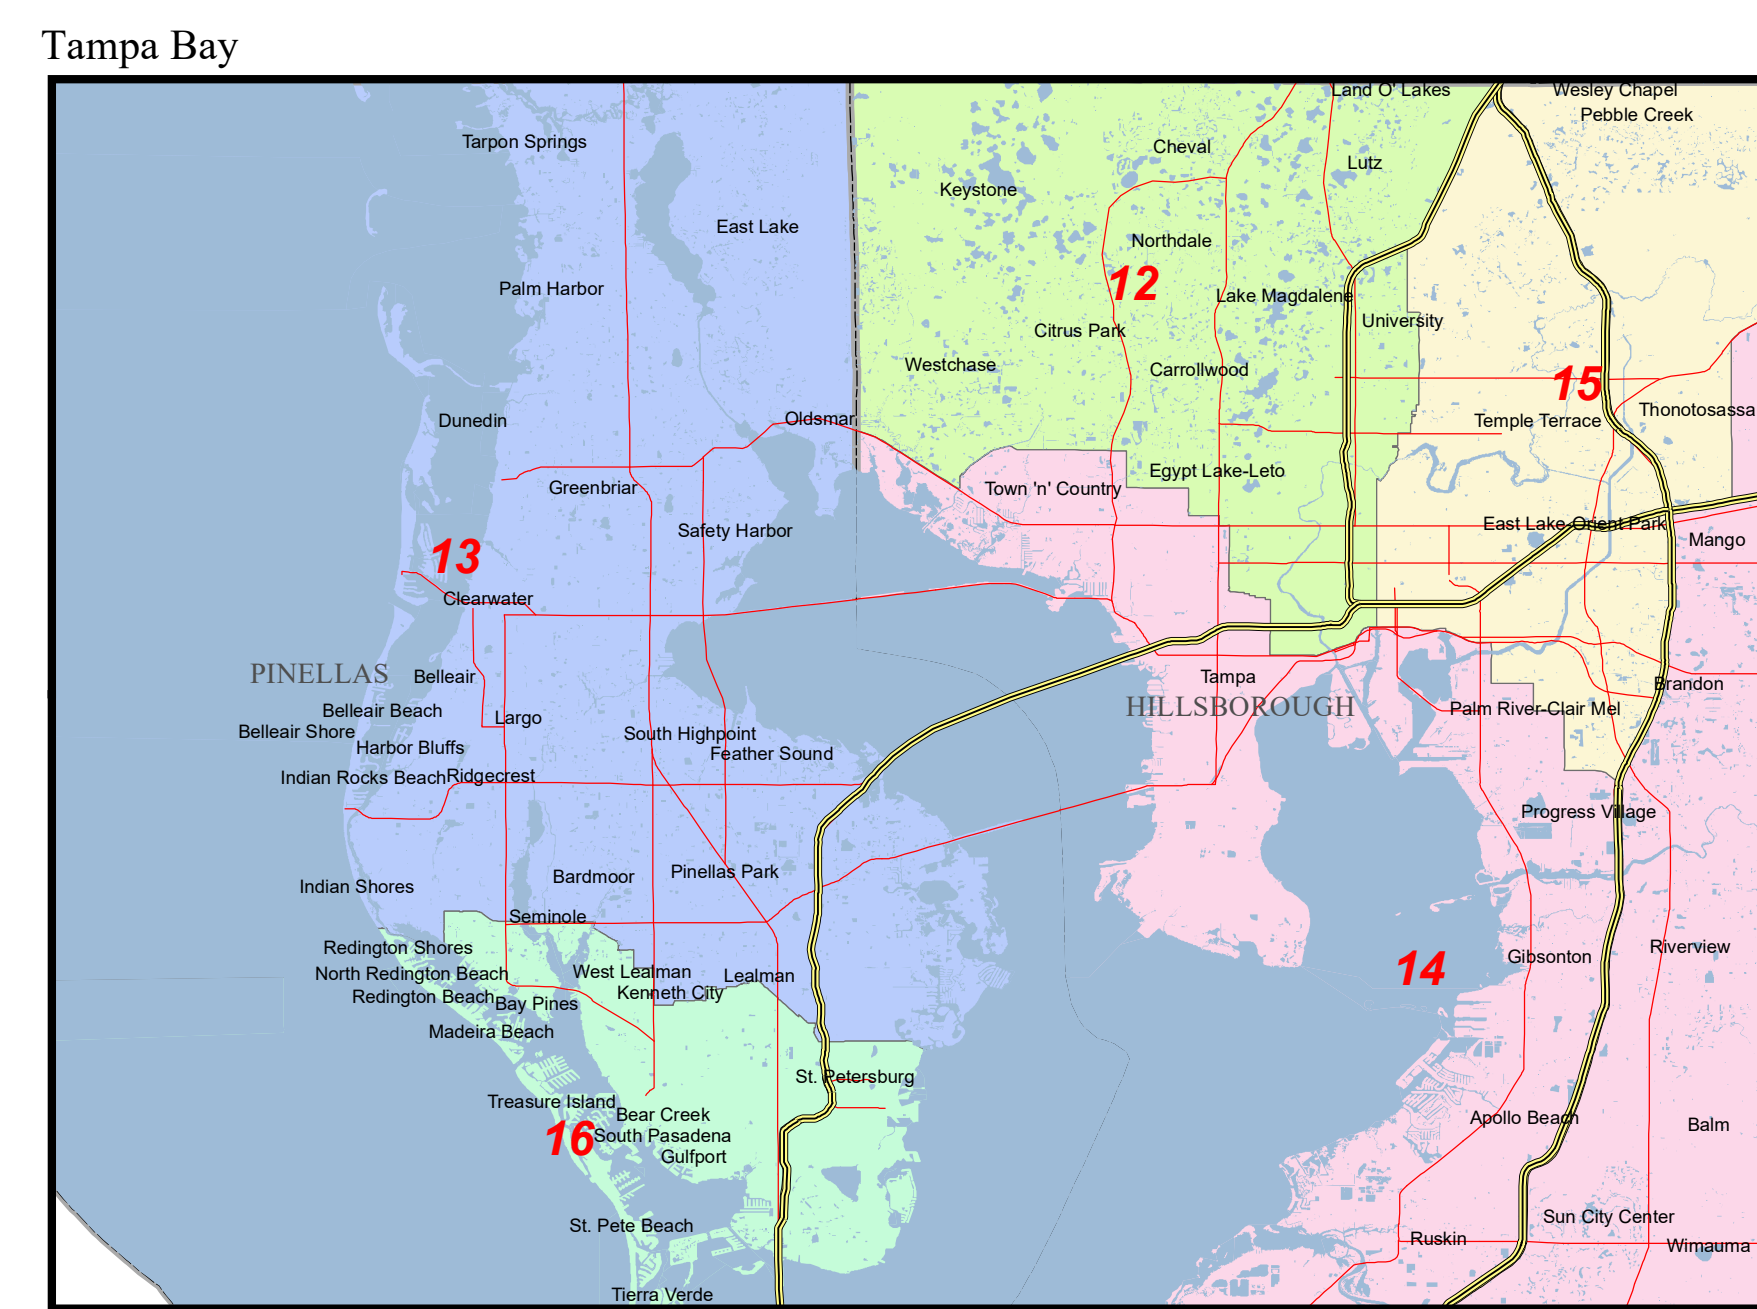 Tampa Bay
Land O' Lakes
Wesley Chapel
Pebble Creek
Tarpon Springs
Cheval
Lutz
Keystone
East Lake
Northdale
12
Palm Harbor
Lake Magdalene
University
Citrus Park
Westchase
Carrollwood
15
Thonotosassa
Dunedin
Oldsmar
Temple Terrace
Egypt Lake-Leto
Greenbriar
Town 'n' Country
Safety Harbor
East Lake-Orient Park
Mango
13
Clearwater
PINELLAS
Belleair
Tampa
Brandon
HILLSBOROUGH
Belleair Beach
Largo
Palm River-Clair Mel
Belleair Shore
South Highpoint
Harbor Bluffs
Feather Sound
Indian Rocks Beach
Ridgecrest
Progress Village
Indian Shores
Bardmoor
Pinellas Park
Seminole
Redington Shores
Riverview
Gibsonton
14
North Redington Beach
West Lealman
Lealman
Redington Beach
Bay Pines
Kenneth City
Madeira Beach
St. Petersburg
Treasure Island
Bear Creek
Apollo Beach
Balm
16
South Pasadena
Gulfport
St. Pete Beach
Sun City Center
Ruskin
Wimauma
Tierra Verde